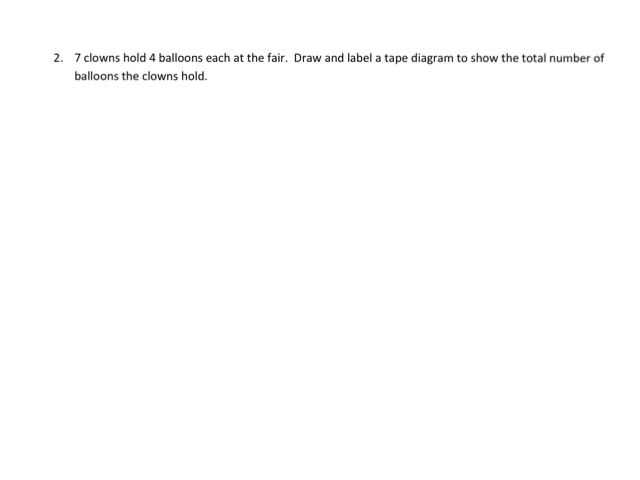 2. 7 clowns hold 4 balloons each at the fair. Draw and label a tape diagram to show the total number of
balloons the clowns hold.